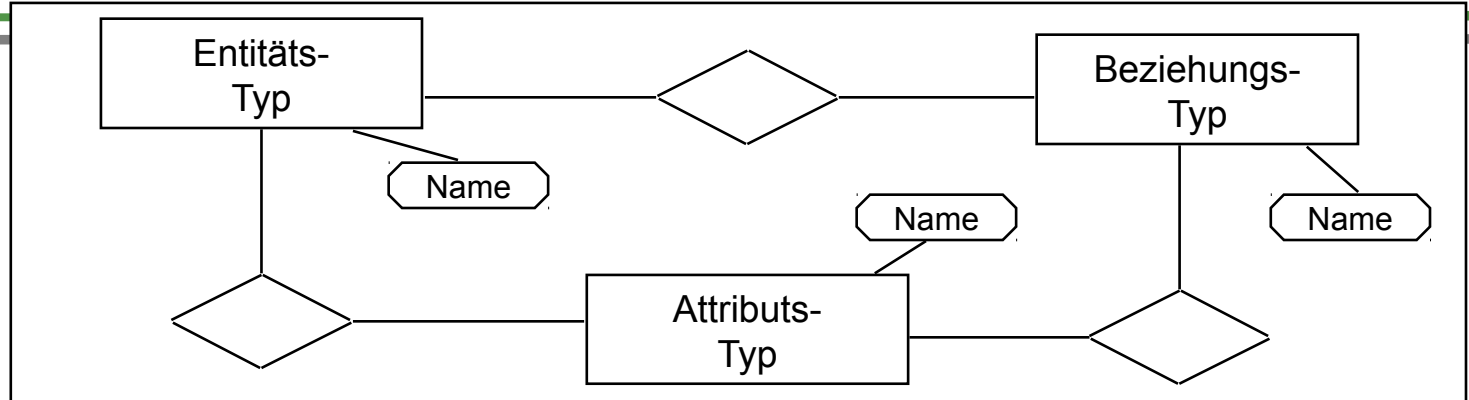 Entitäts-
Typ
Beziehungs-
Typ
Name
Name
Name
Attributs-
Typ